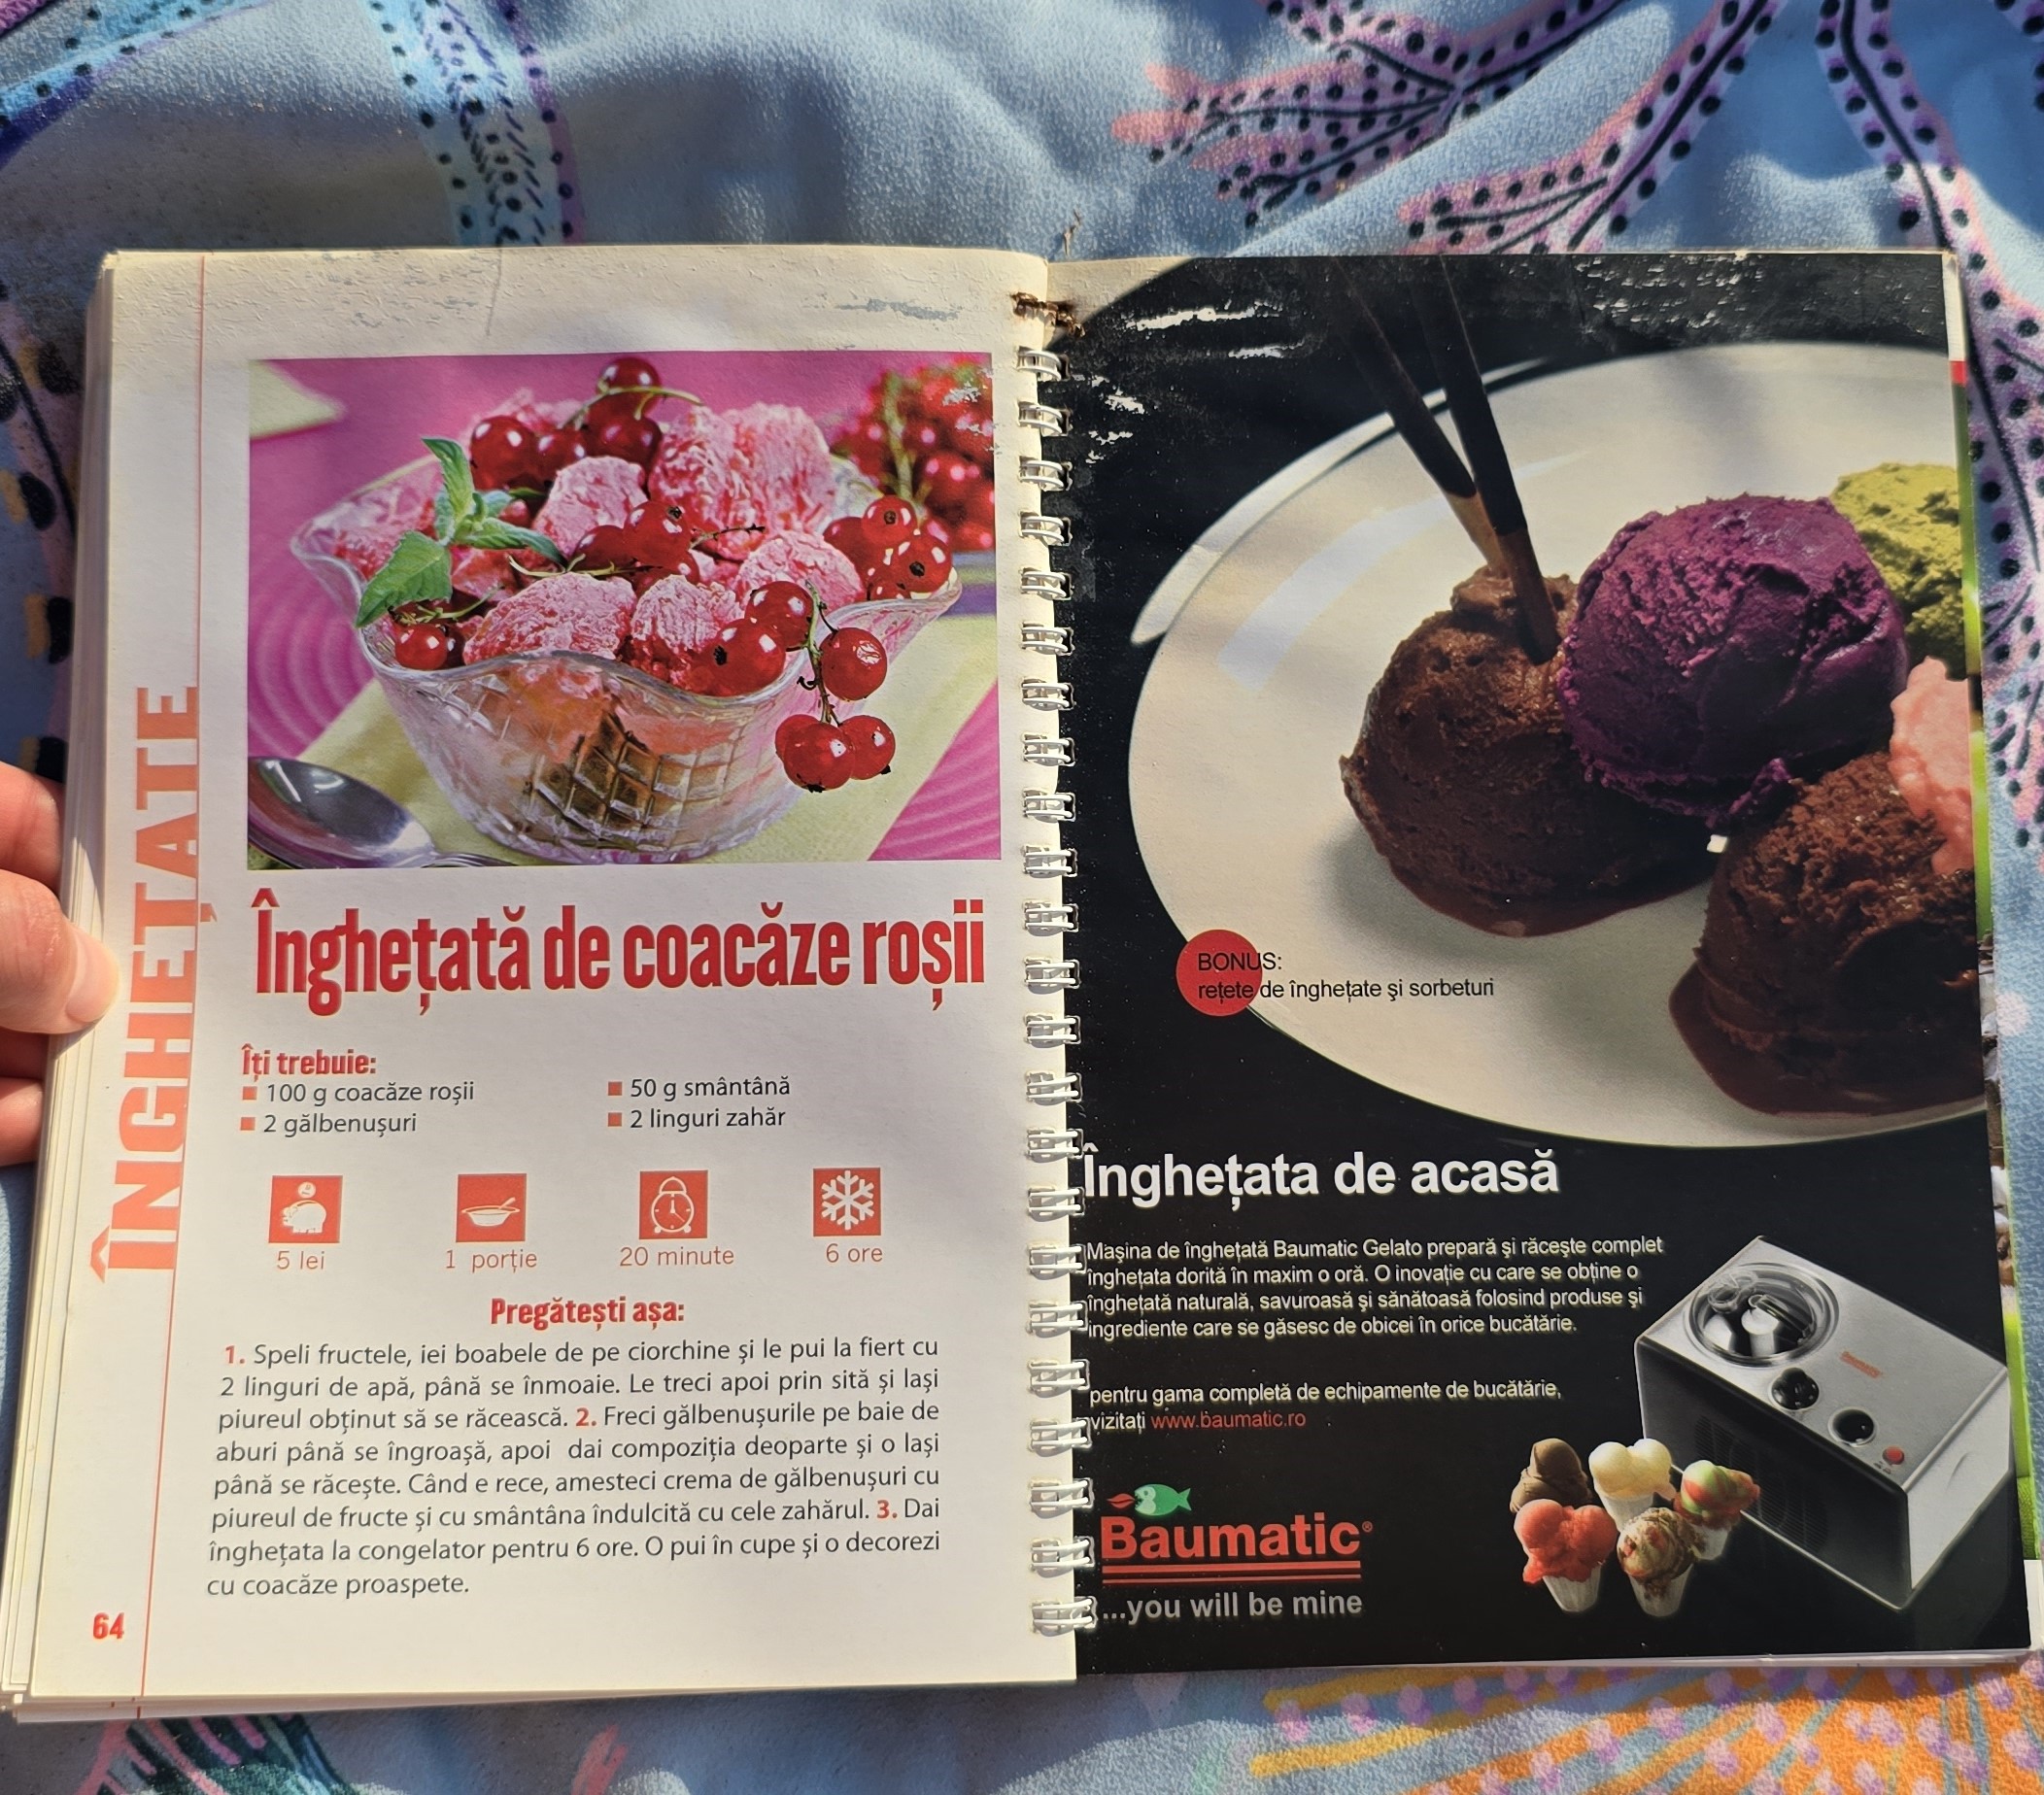 ÎNGHEȚATE
Înghețată de coacăze roșii
Îți trebuie:
100 g coacăze roșii
2 gălbenușuri
50 g smântână
2 linguri zahăr
5 lei
1 porție
20 minute
6 ore
Pregătești așa:
1. Speli fructele, iei boabele de pe ciorchine și le pui la fiert cu
2 linguri de apă, până se înmoaie. Le treci apoi prin sită și lași
piureul obținut să se răcească. 2. Freci gălbenușurile pe baie de
aburi până se îngroașă, apoi dai compoziția deoparte și o lași
până se răcește. Când e rece, amesteci crema de gălbenușuri cu
piureul de fructe și cu smântâna îndulcită cu cele zahărul. 3. Dai
înghețata la congelator pentru 6 ore. O pui în cupe și o decorezi
cu coacăze proaspete.
64
BONUS:
rețete de înghețate şi sorbeturi
Înghețata de acasă
Maşina de înghețată Baumatic Gelato prepară şi răceşte complet
înghețata dorită în maxim o oră. O inovație cu care se obține o
înghețată naturală, savuroasă şi sănătoasă folosind produse şi
ingrediente care se găsesc de obicei în orice bucătărie.
pentru gama completă de echipamente de bucătărie,
vizitați www.baumatic.ro
Baumatic®
...you will be mine